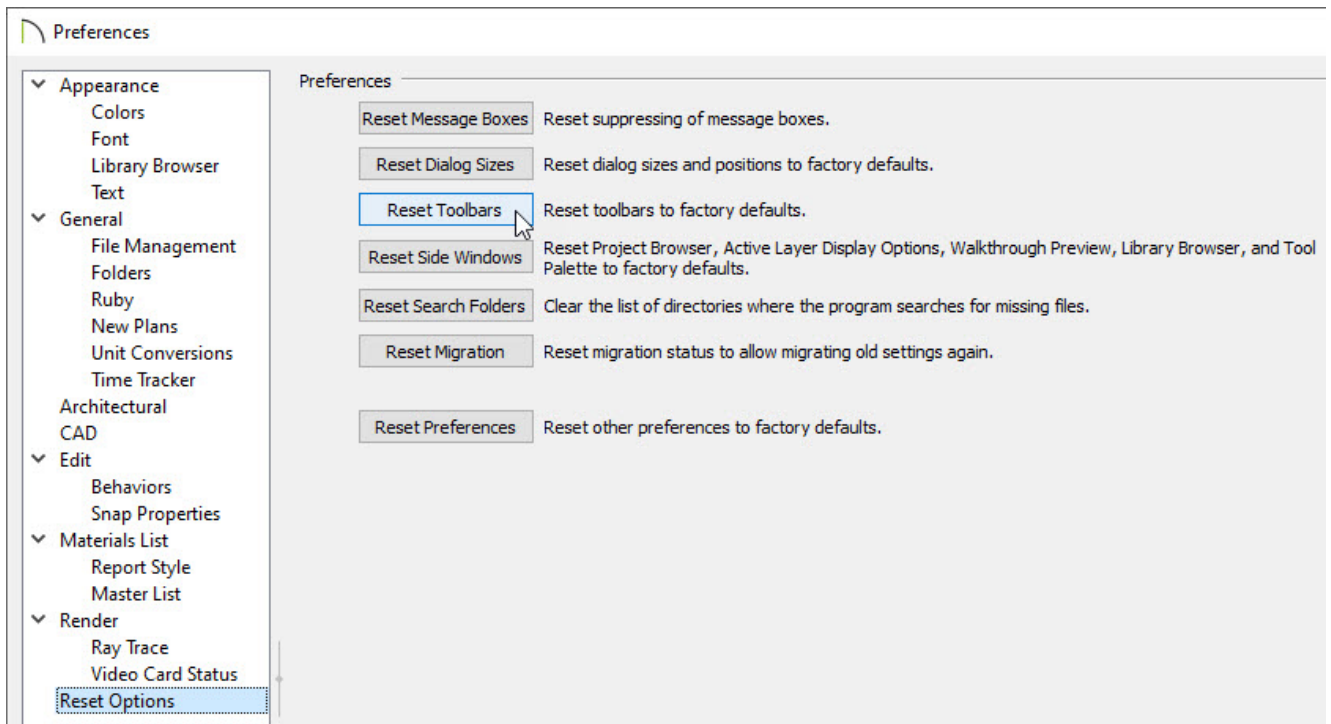 Preferences
Appearance
Colors
Font
Library Browser
Text
General
File Management
Folders
Ruby
New Plans
Unit Conversions
Time Tracker
Architectural
CAD
Edit
Behaviors
Snap Properties
Materials List
Report Style
Master List
Render
Ray Trace
Video Card Status
Reset Options
Preferences
Reset Message Boxes Reset suppressing of message boxes.
Reset Dialog Sizes Reset dialog sizes and positions to factory defaults.
Reset Toolbars Reset toolbars to factory defaults.
Reset Side Windows Reset Project Browser, Active Layer Display Options, Walkthrough Preview, Library Browser, and Tool
Palette to factory defaults.
Reset Search Folders Clear the list of directories where the program searches for missing files.
Reset Migration Reset migration status to allow migrating old settings again.
Reset Preferences Reset other preferences to factory defaults.